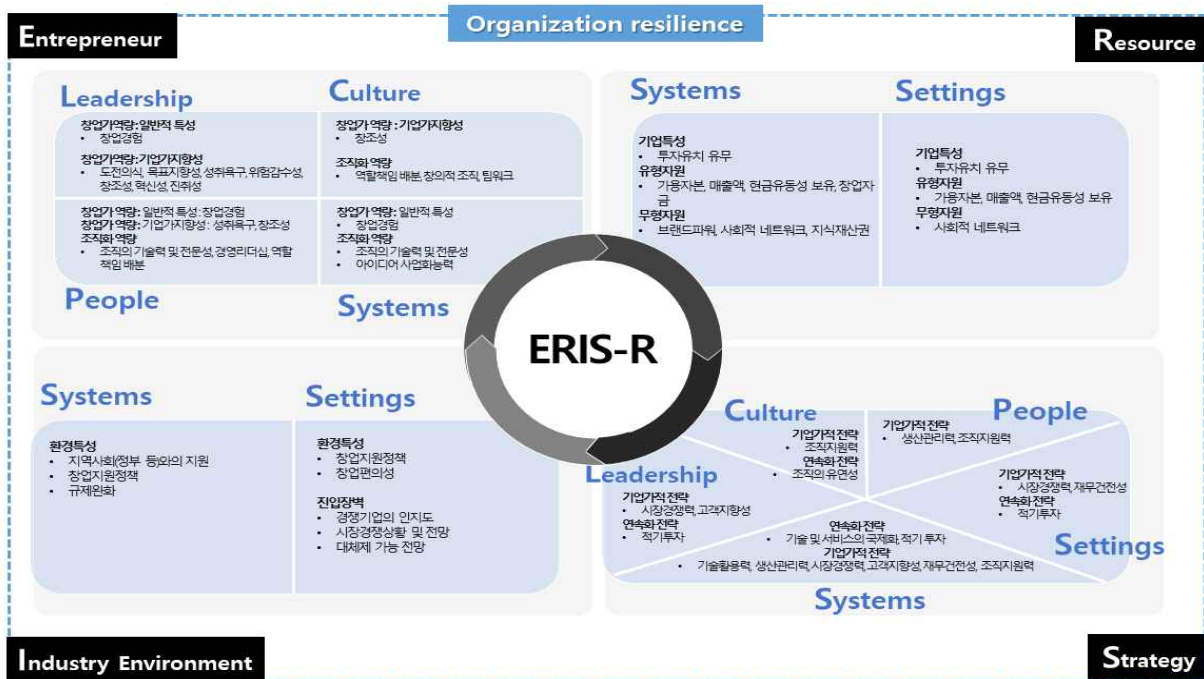 Organization resilience
Entrepreneur
Resource
Leadership
창업가역량:일반적 특성
• 창업경험
창업가역량:기업가지향성
• 도전의식, 목표지향성, 성취욕구, 위험감수성,
창조성, 혁신성, 진취성
Culture
창업가 역량 : 기업가지향성
• 창조성
조직화 역량
• 역할책임 배분, 창의적 조직, 팀워크
창업가 역량: 일반적 특성 : 창업경험
창업가 역량: 기업가지향성 : 성취욕구, 창조성
조직화 역량
• 조직의 기술력 및 전문성, 경영리더십, 역할
책임 배분
People
창업가 역량: 일반적 특성
• 창업경험
조직화 역량
• 조직의 기술력 및 전문성
• 아이디어 사업화능력
Systems
Systems
기업특성
• 투자유치 유무
유형자원
• 가용자본, 매출액, 현금유동성 보유, 창업자
금
무형자원
• 브랜드파워, 사회적 네트워크, 지식재산권
Settings
기업특성
• 투자유치 유무
유형자원
• 가용자본, 매출액, 현금유동성 보유
무형자원
• 사회적 네트워크
ERIS-R
Systems
환경특성
• 지역사회(정부 등)와의 지원
• 창업지원정책
• 규제완화
Settings
환경특성
• 창업지원정책
• 창업편의성
진입장벽
• 경쟁기업의 인지도
• 시장경쟁상황 및 전망
• 대체제 가능 전망
Culture
기업가적 전략
• 조직지원력
연속화 전략
• 조직의 유연성
People
기업가적 전략
• 생산관리력, 조직지원력
Leadership
기업가적 전략
• 시장경쟁력, 고객지향성
연속화 전략
• 적기투자
기업가적 전략
• 시장경쟁력, 재무건전성
연속화 전략
• 적기투자
Settings
연속화 전략
• 기술 및 서비스의 국제화, 적기 투자
기업가적 전략
• 기술활용력, 생산관리력, 시장경쟁력, 고객지향성, 재무건전성, 조직지원력
Systems
Industry Environment
Strategy